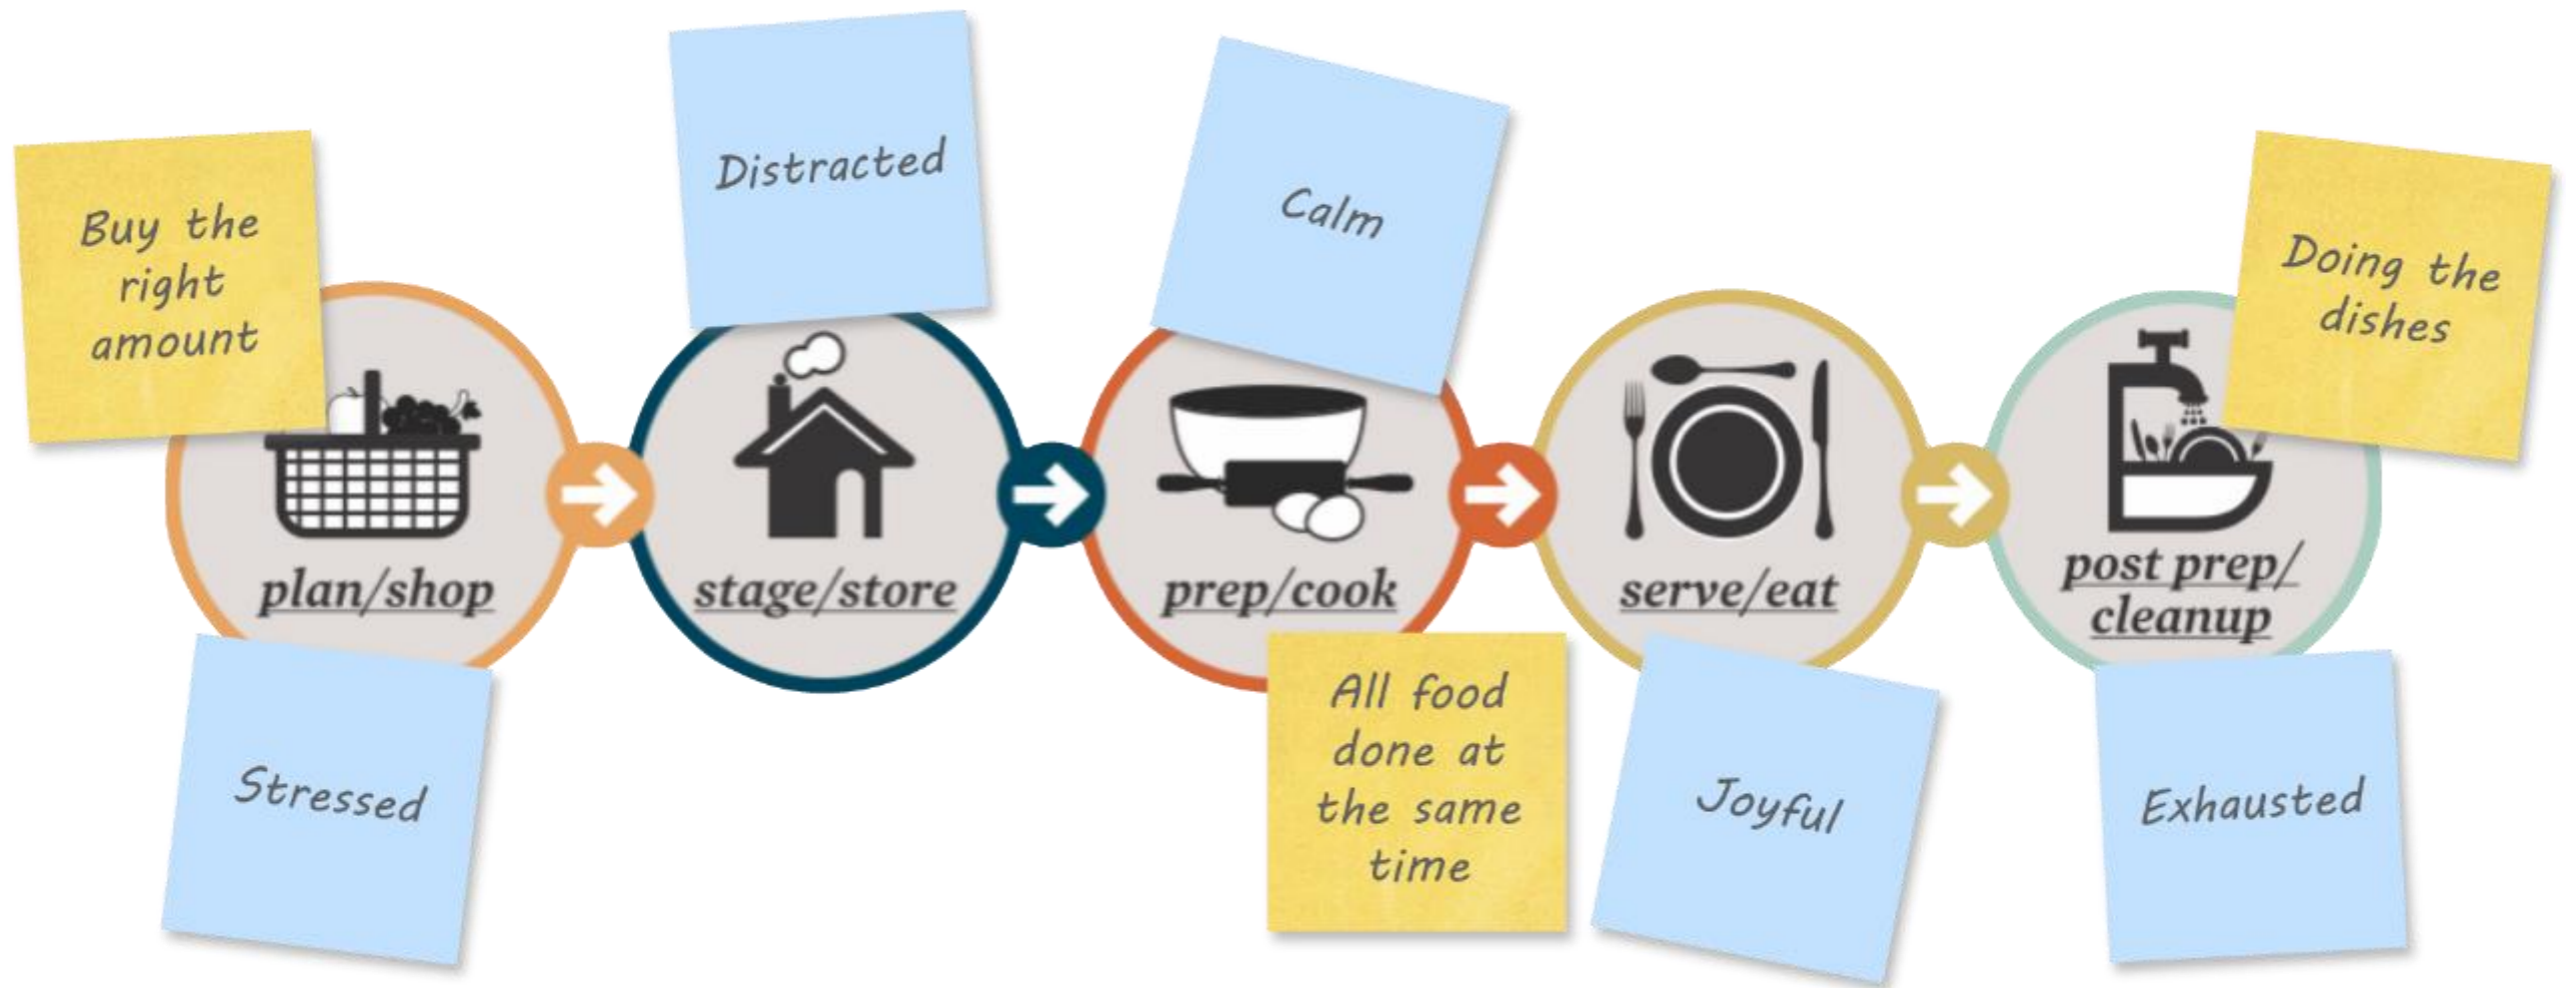 Buy the
right
amount
Distracted
Calm
Doing the
dishes
plan/shop
stage/store
prep/cook
serve/eat
post prep/
cleanup
Stressed
All food
done at
the same
time
Joyful
Exhausted